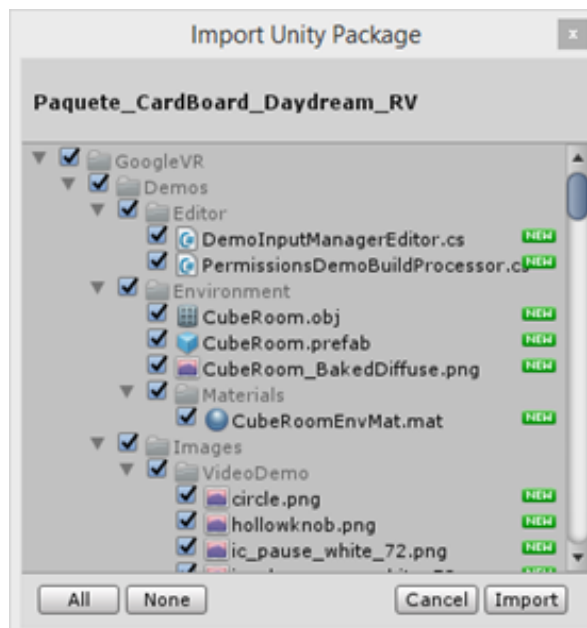 Import Unity Package
x
Paquete_CardBoard_Daydream_RV
GoogleVR
Demos
Editor
DemoInputManagerEditor.cs NEW
PermissionsDemoBuildProcessor.cs NEW
Environment
CubeRoom.obj NEW
CubeRoom.prefab NEW
CubeRoom_BakedDiffuse.png NEW
Materials
CubeRoomEnvMat.mat NEW
Images
VideoDemo
circle.png NEW
hollowknob.png NEW
ic_pause_white_72.png NEW
All None Cancel Import